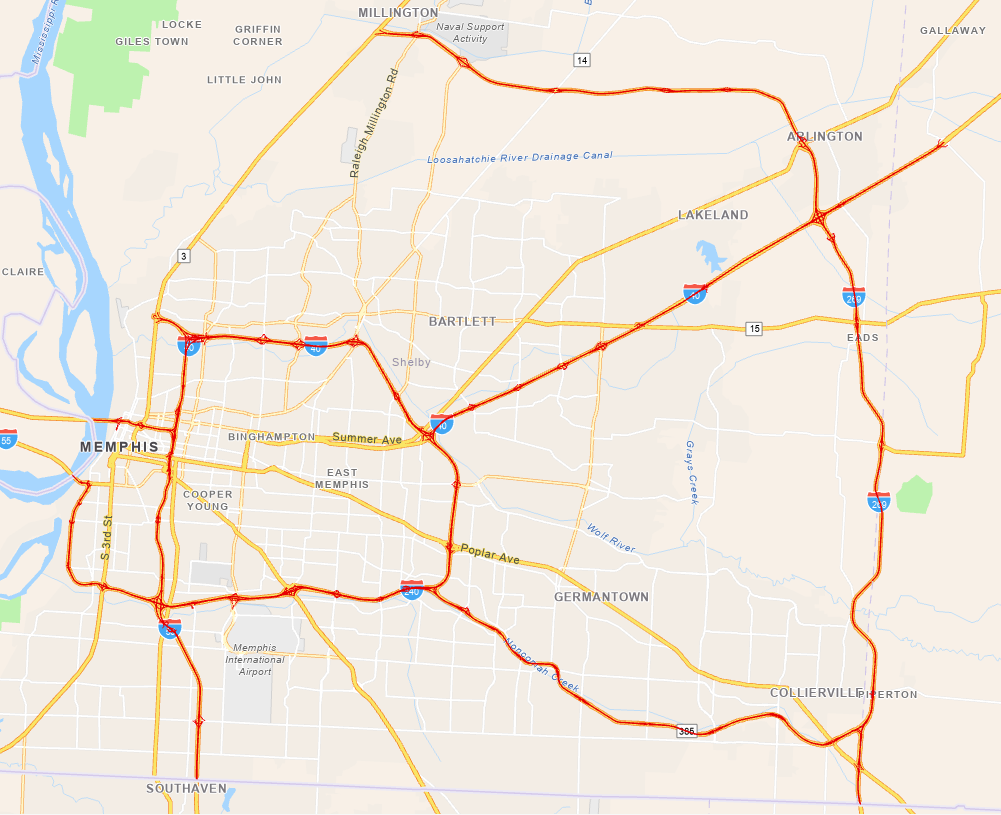 MILLINGTON
LOCKE
GRIFFIN
CORNER
Naval Support
Activity
GALLAWAY
GILES TOWN
14
LITTLE JOHN
Raleigh Millington Rd
ARLINGTON
Loosahatchie River Drainage Canal
LAKELAND
3
CLAIRE
40
269
BARTLETT
15
EADS
40
Shelby
40
BINGHAMPTON
Summer Ave
55
MEMPHIS
EAST
MEMPHIS
Grays Creek
COOPER
YOUNG
269
S 3rd St
Wolf River
Poplar Ave
240
GERMANTOWN
Memphis
International
Airport
Nonconnah Creek
COLLIERVILLE
PIPERTON
385
SOUTHAVEN